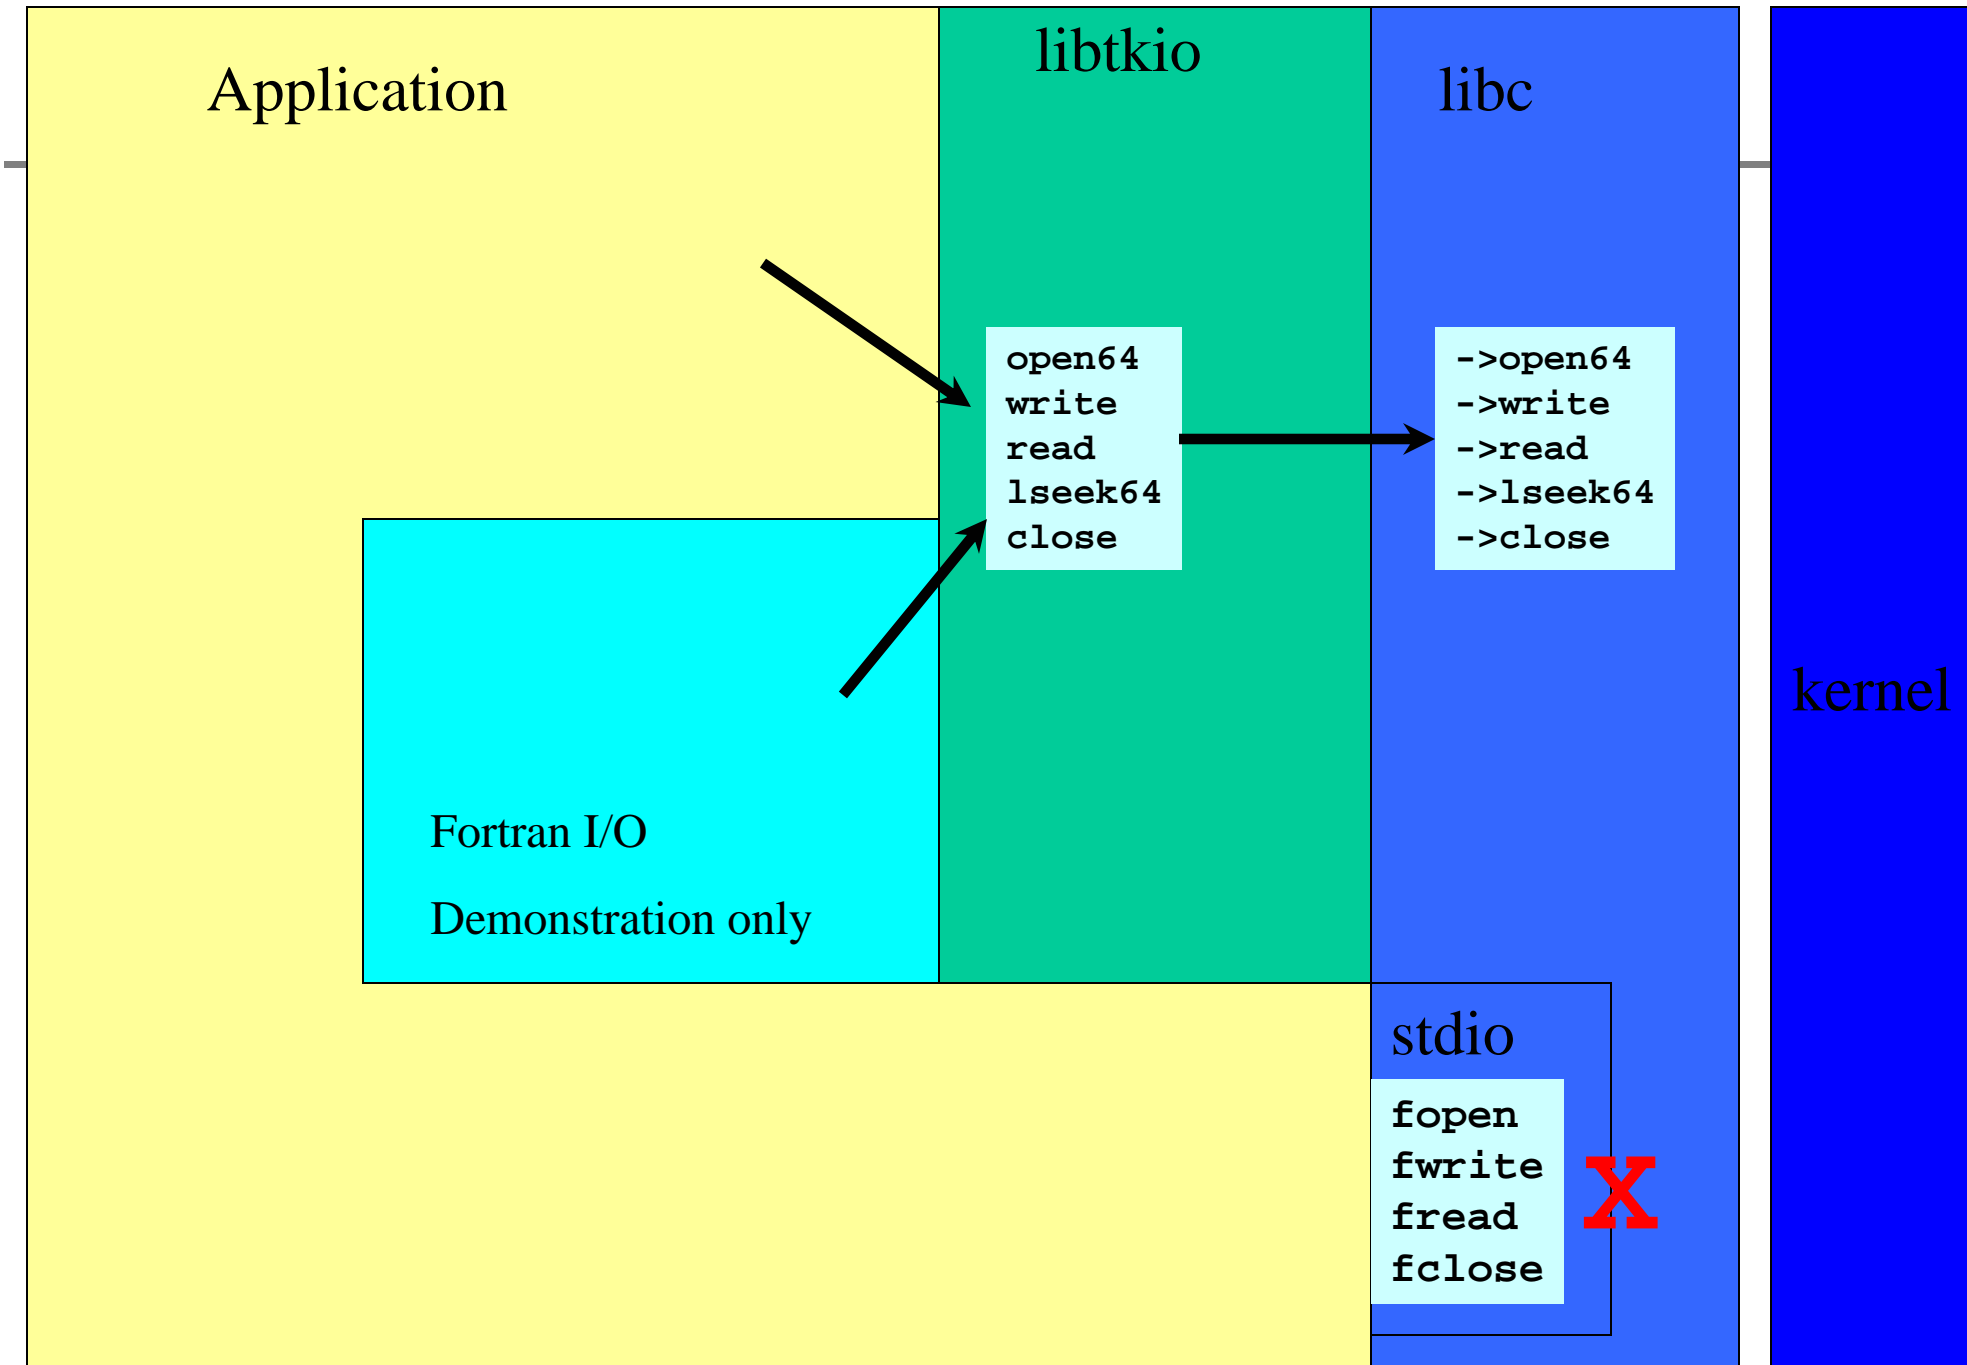 Application
libtkio
libc
open64
write
read
lseek64
close
->open64
->write
->read
->lseek64
->close
kernel
Fortran I/O
Demonstration only
stdio
fopen
fwrite
fread
fclose
X